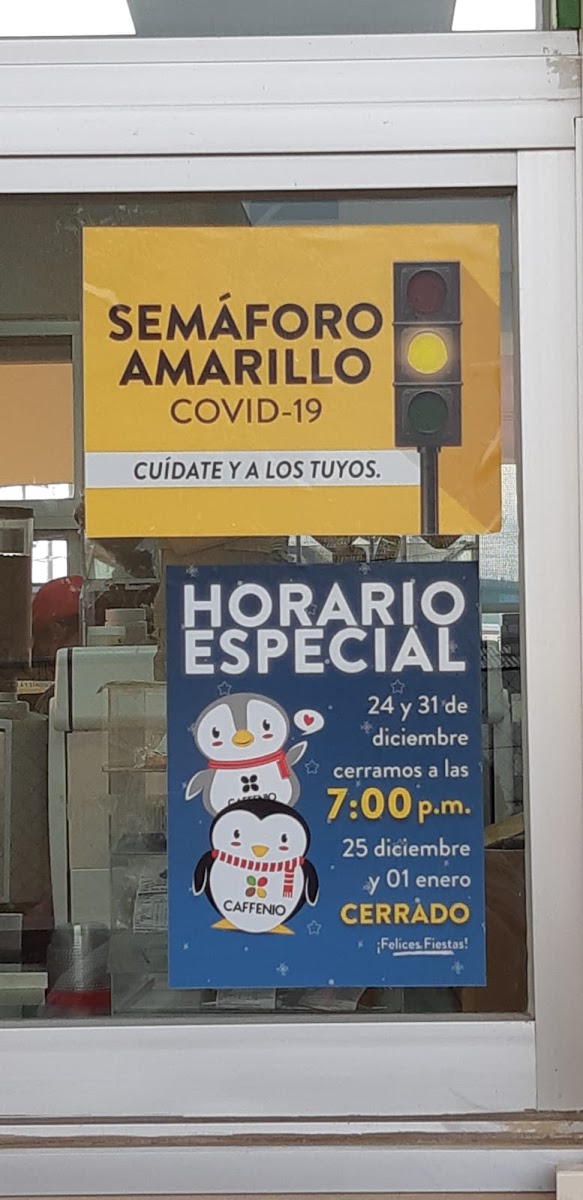 SEMÁFORO
AMARILLO
COVID-19
CUÍDATE Y A LOS TUYOS.
HORARIO
ESPECIAL
24 y 31 de
diciembre
cerramos a las
7:00 p.m.
25 diciembre
y 01 enero
CERRADO
¡Felices Fiestas!
CAFFENIO
CAFFENIO